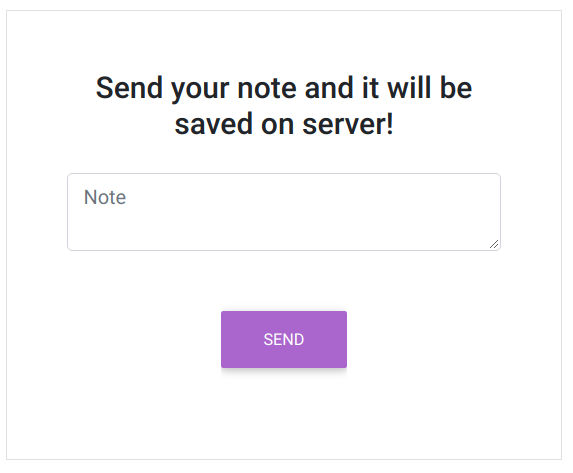 Send your note and it will be
saved on server!
Note
SEND